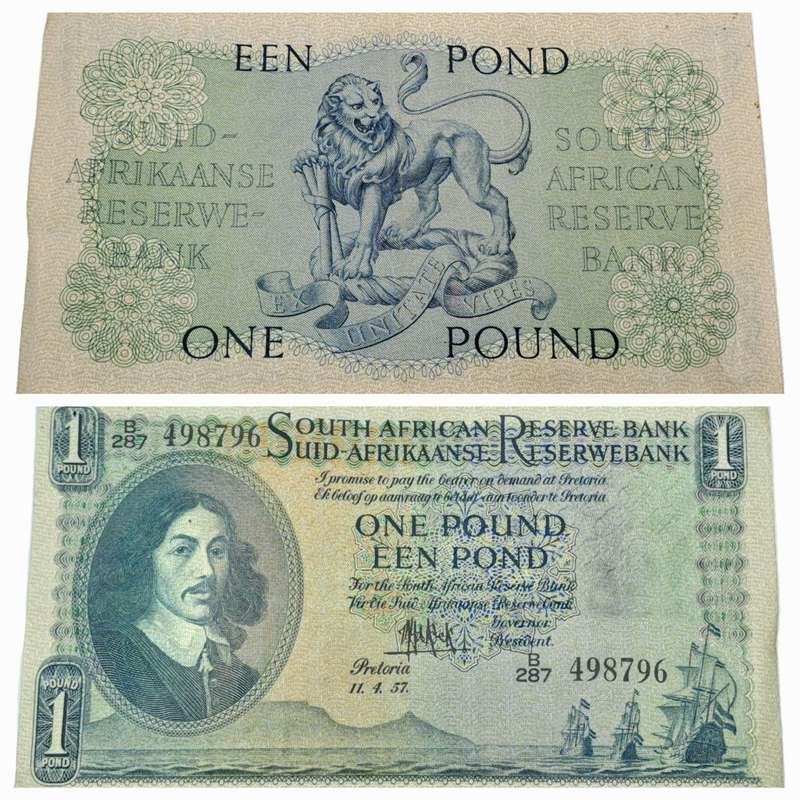 EEN POND
SUID-
AFRIKAANSE
RESERWE-
BANK
SOUTH
AFRICAN
RESERVE
BANK
EX UNITATE VIRES
ONE POUND
1
POUND
B/287 498796
SOUTH AFRICAN RESERVE BANK
SUID-AFRIKAANSE RESERWEBANK
1
POUND
I promise to pay the bearer on demand at Pretoria
Ek beloof op aanvraag te betaal aan toonder te Pretoria
ONE POUND
EEN POND
For the South African Reserve Bank
Vir die Suid-Afrikaanse Reserwebank
Governor
President.
Pretoria
11. 4. 57.
B/287 498796
POUND
1
POND